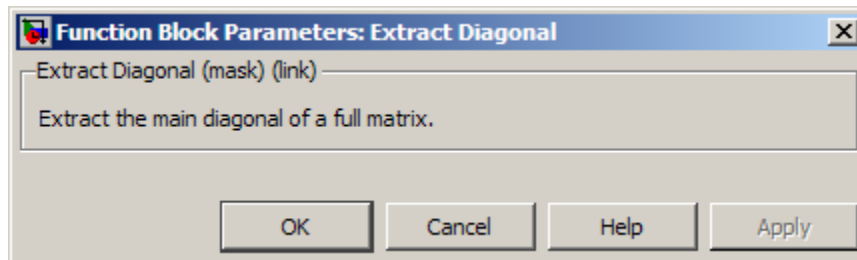 Function Block Parameters: Extract Diagonal
Extract Diagonal (mask) (link)
Extract the main diagonal of a full matrix.
OK Cancel Help Apply